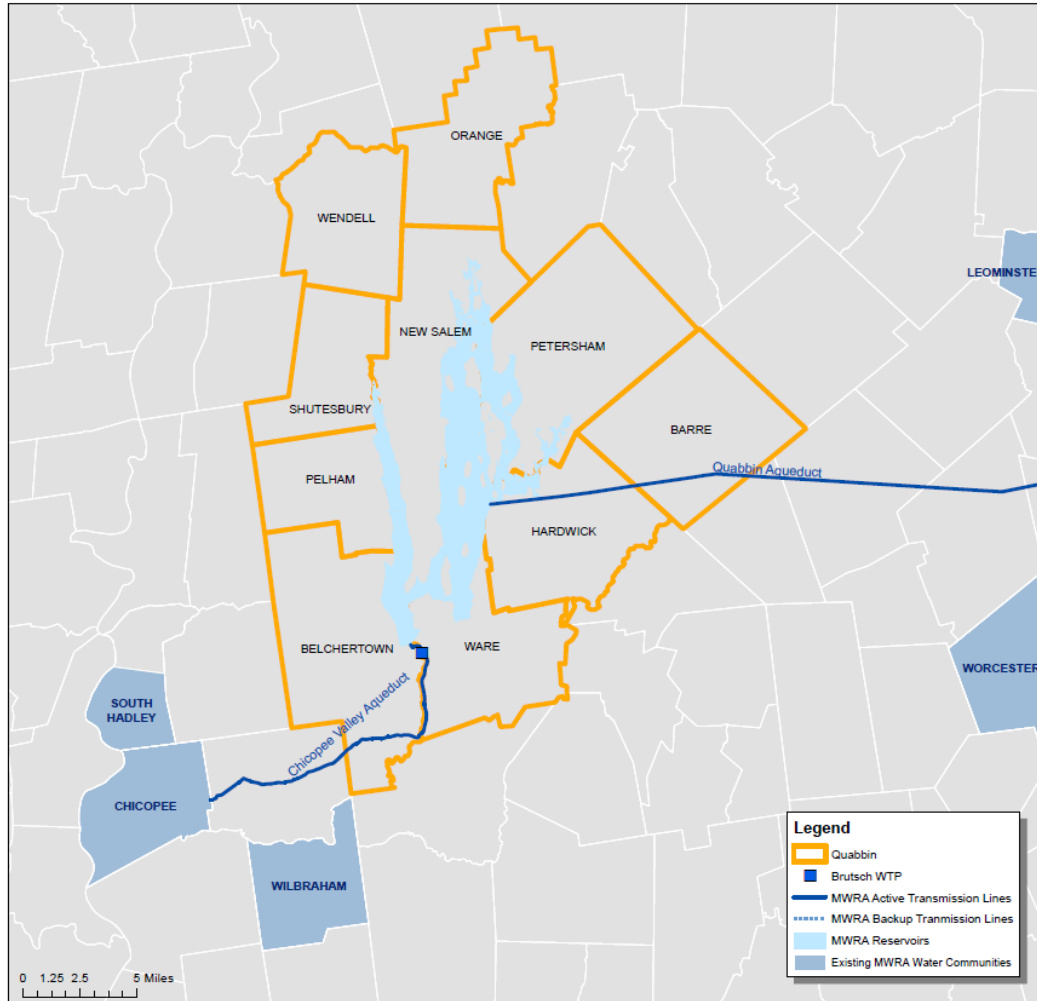 ORANGE
WENDELL
LEOMINSTE
NEW SALEM
PETERSHAM
SHUTESBURY
BARRE
Quabbin Aqueduct
PELHAM
HARDWICK
BELCHERTOWN
WARE
WORCESTER
SOUTH
HADLEY
Chicopee Valley Aqueduct
CHICOPEE
WILBRAHAM
Legend
Quabbin
Brutsch WTP
MWRA Active Transmission Lines
MWRA Backup Tranmission Lines
MWRA Reservoirs
Existing MWRA Water Communities
0 1.25 2.5 5 Miles